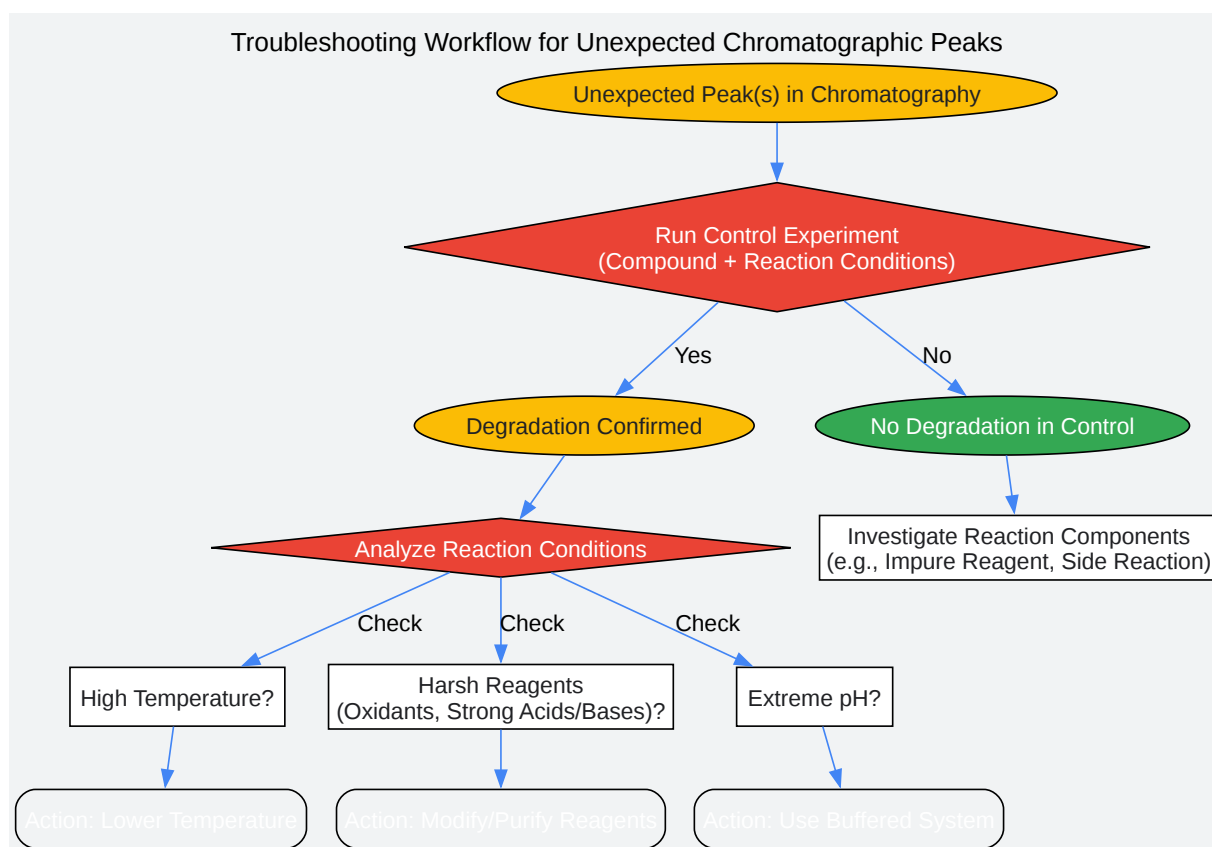 Troubleshooting Workflow for Unexpected Chromatographic Peaks
Unexpected Peak(s) in Chromatography
Run Control Experiment
(Compound + Reaction Conditions)
Yes
No
Degradation Confirmed
No Degradation in Control
Analyze Reaction Conditions
Investigate Reaction Components
(e.g., Impure Reagent, Side Reaction)
Check
Check
Check
High Temperature?
Harsh Reagents
(Oxidants, Strong Acids/Bases)?
Extreme pH?
Action: Lower Temperature
Action: Modify/Purify Reagents
Action: Use Buffered System